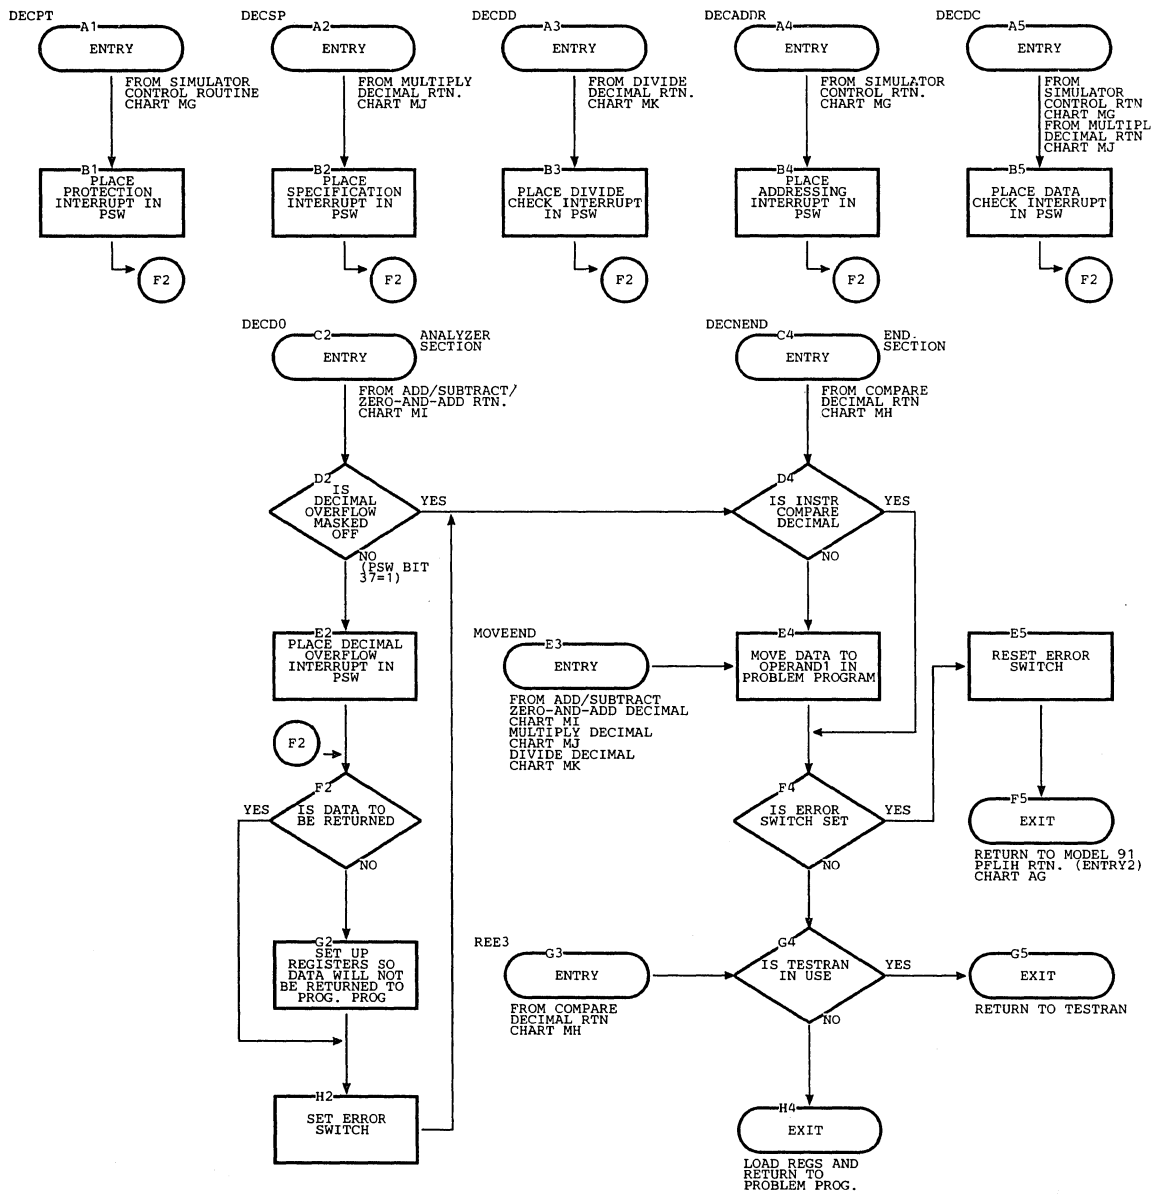 DECPT
A1
ENTRY
FROM SIMULATOR
CONTROL ROUTINE
CHART MG
B1
PLACE
PROTECTION
INTERRUPT IN
PSW
F2
DECSP
A2
ENTRY
FROM MULTIPLY
DECIMAL RTN.
CHART MJ
B2
PLACE
SPECIFICATION
INTERRUPT IN
PSW
F2
DECDD
A3
ENTRY
FROM DIVIDE
DECIMAL RTN.
CHART MK
B3
PLACE DIVIDE
CHECK INTERRUPT
IN PSW
F2
DECADDR
A4
ENTRY
FROM SIMULATOR
CONTROL RTN.
CHART MG
B4
PLACE
ADDRESSING
INTERRUPT IN
PSW
F2
DECDC
A5
ENTRY
FROM
SIMULATOR
CONTROL RTN
CHART MG
FROM MULTIPL
DECIMAL RTN
CHART MJ
B5
PLACE DATA
CHECK INTERRUPT
IN PSW
F2
DECDO
C2
ENTRY
ANALYZER
SECTION
FROM ADD/SUBTRACT/
ZERO-AND-ADD RTN.
CHART MI
D2
IS
DECIMAL
OVERFLOW
MASKED
OFF
YES
NO
(PSW BIT
37=1)
E2
PLACE DECIMAL
OVERFLOW
INTERRUPT IN
PSW
F2
F2
IS DATA TO
BE RETURNED
YES
NO
G2
SET UP
REGISTERS SO
DATA WILL NOT
BE RETURNED TO
PROG. PROG
H2
SET ERROR
SWITCH
DECNEND
C4
ENTRY
END.
SECTION
FROM COMPARE
DECIMAL RTN
CHART MH
D4
IS INSTR
COMPARE
DECIMAL
YES
NO
MOVEEND
E3
ENTRY
FROM ADD/SUBTRACT
ZERO-AND-ADD DECIMAL
CHART MI
MULTIPLY DECIMAL
CHART MJ
DIVIDE DECIMAL
CHART MK
E4
MOVE DATA TO
OPERAND1 IN
PROBLEM PROGRAM
E5
RESET ERROR
SWITCH
F4
IS ERROR
SWITCH SET
YES
NO
F5
EXIT
RETURN TO MODEL 91
PFLIH RTN. (ENTRY2)
CHART AG
REE3
G3
ENTRY
FROM COMPARE
DECIMAL RTN
CHART MH
G4
IS TESTRAN
IN USE
YES
NO
G5
EXIT
RETURN TO TESTRAN
H4
EXIT
LOAD REGS AND
RETURN TO
PROBLEM PROG.